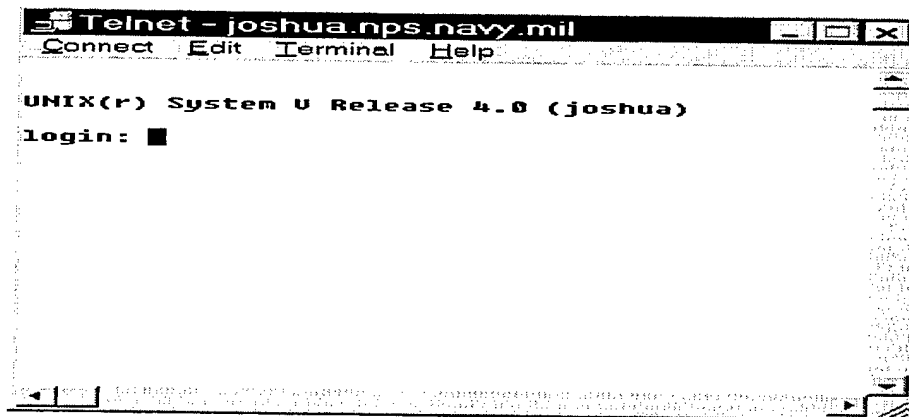 Telnet - joshua.nps.navy.mil
Connect Edit Terminal Help
UNIX(r) System V Release 4.0 (joshua)
login: